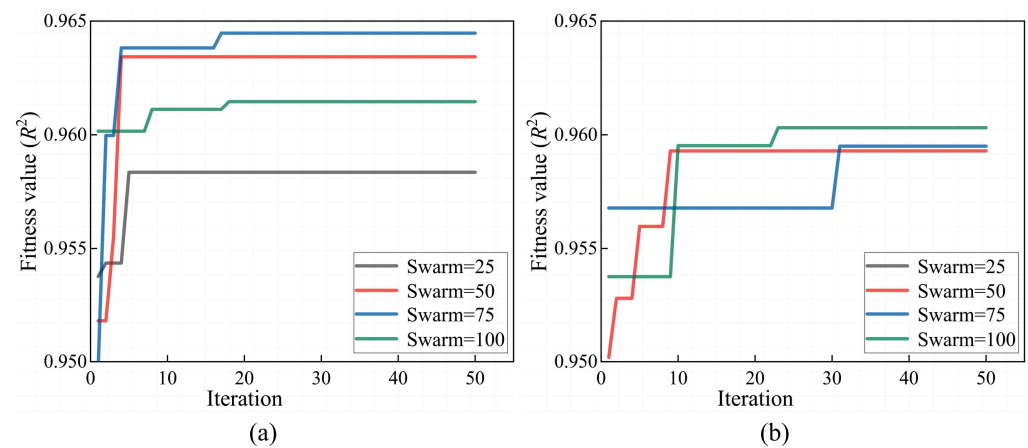 0.965
0.960
0.955
0.950
Fitness value (R²)
0 10 20 30 40 50
Iteration
Swarm=25
Swarm=50
Swarm=75
Swarm=100
(a)
0.965
0.960
0.955
0.950
Fitness value (R²)
0 10 20 30 40 50
Iteration
Swarm=25
Swarm=50
Swarm=75
Swarm=100
(b)